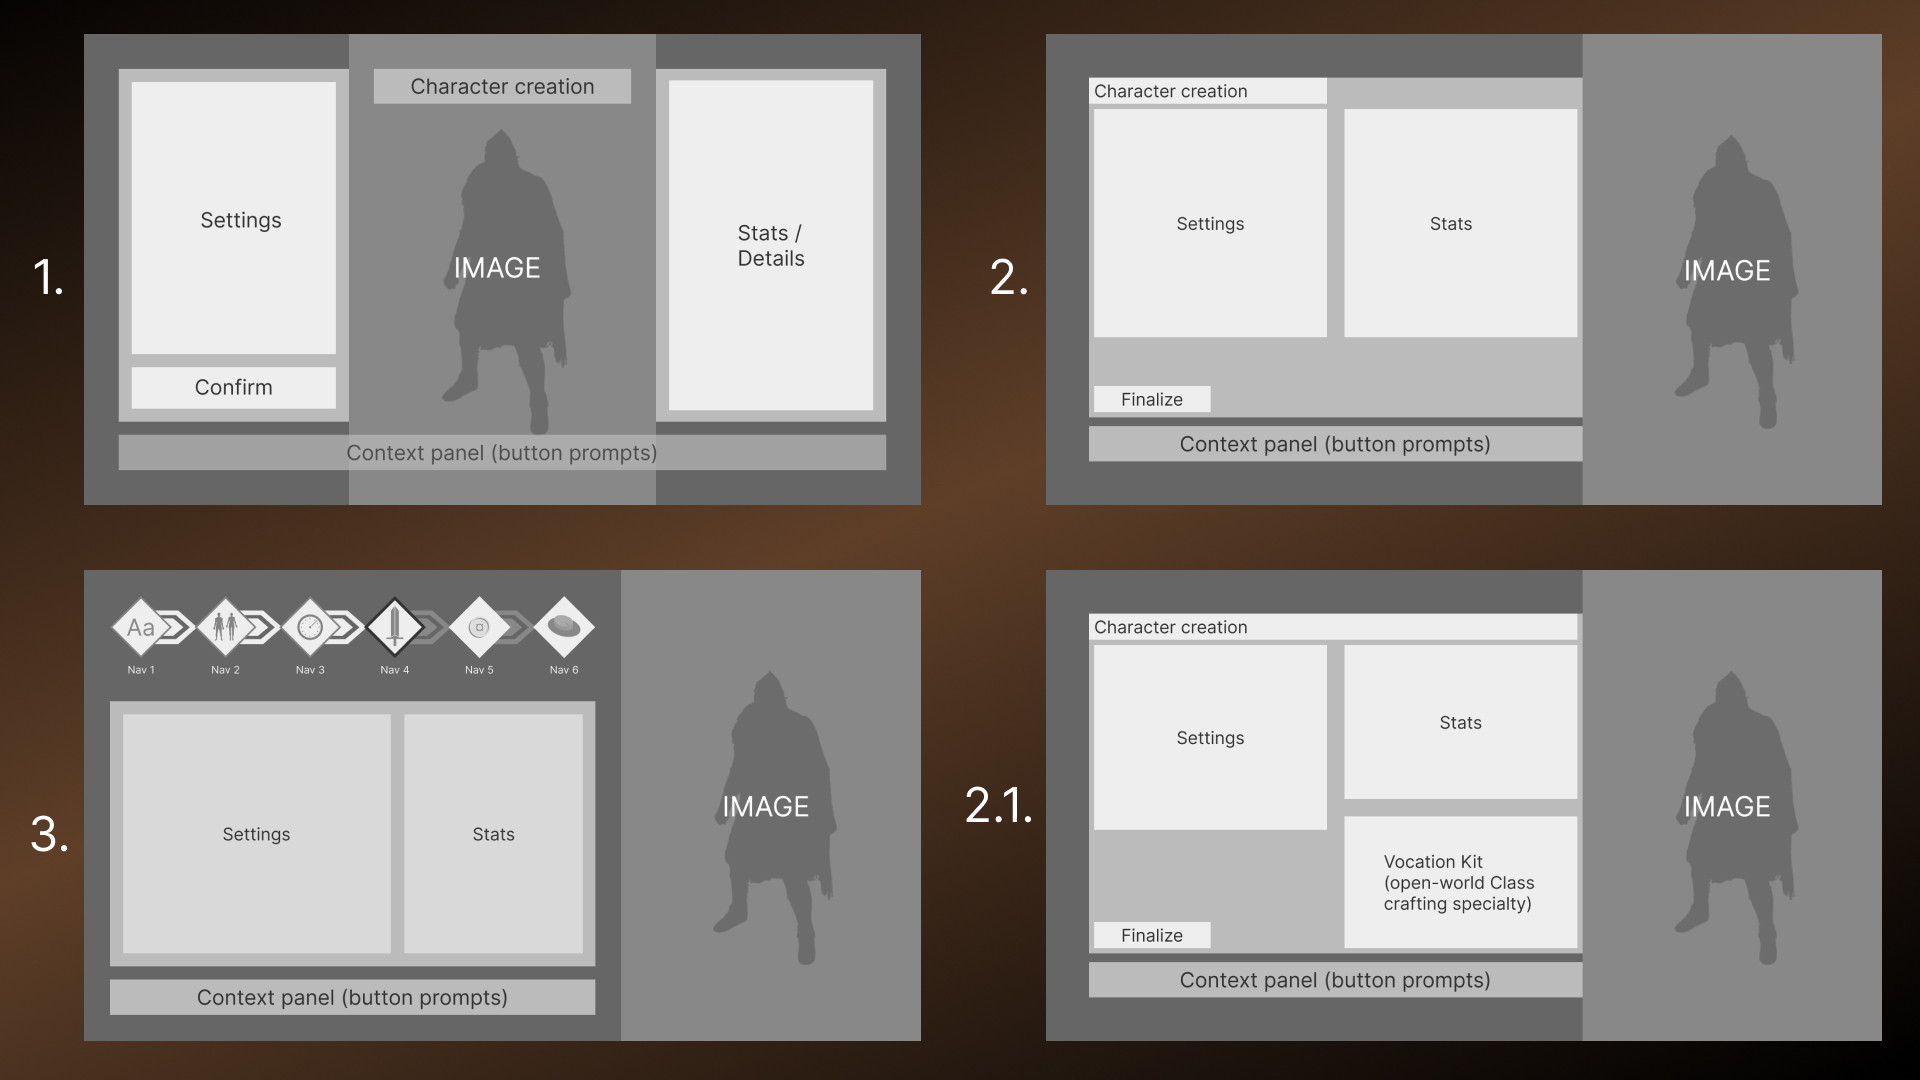 1.
Character creation
Settings
IMAGE
Stats /
Details
Confirm
Context panel (button prompts)
2.
Character creation
Settings
Stats
IMAGE
Finalize
Context panel (button prompts)
3.
Aa
Nav 1
Nav 2
Nav 3
Nav 4
Nav 5
Nav 6
Settings
Stats
IMAGE
Context panel (button prompts)
2.1.
Character creation
Settings
Stats
IMAGE
Vocation Kit
(open-world Class
crafting specialty)
Finalize
Context panel (button prompts)